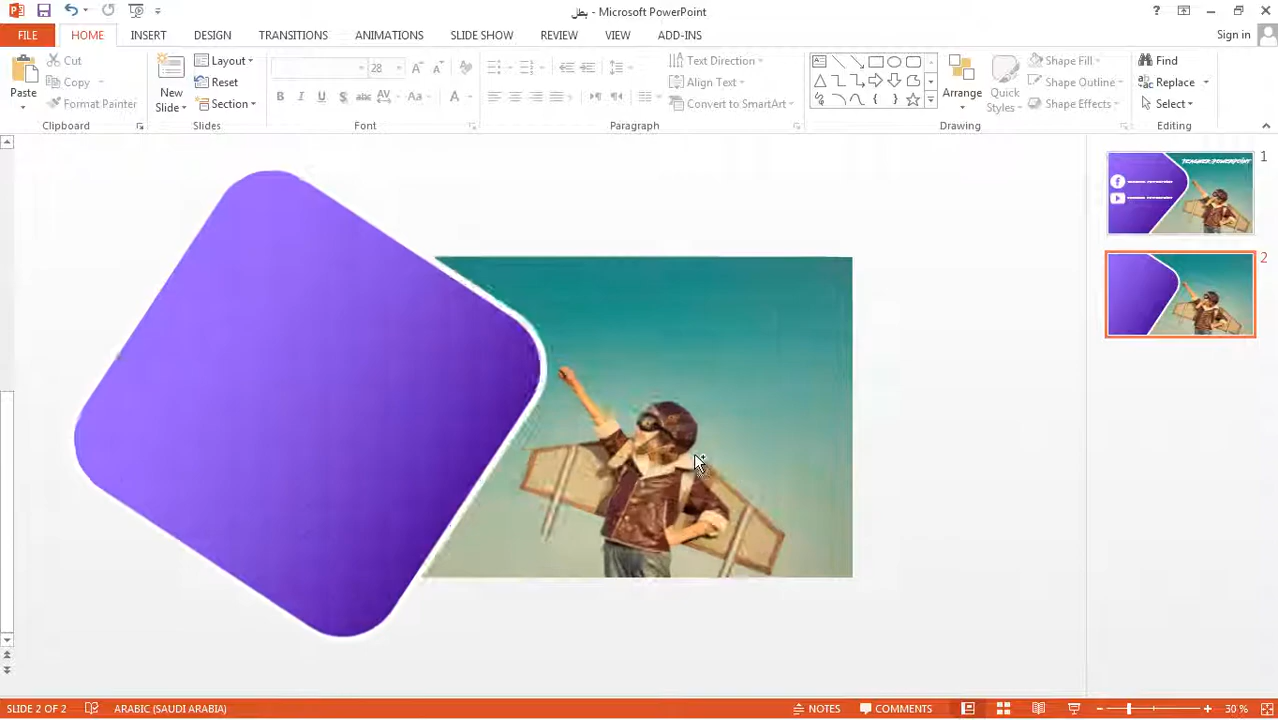 بطل - Microsoft PowerPoint
?
Sign in
FILE HOME INSERT DESIGN TRANSITIONS ANIMATIONS SLIDE SHOW REVIEW VIEW ADD-INS
Paste
Cut
Copy
Format Painter
Clipboard
New Slide
Layout
Reset
Section
Slides
28
Font
Text Direction
Align Text
Convert to SmartArt
Paragraph
Arrange
Quick Styles
Shape Fill
Shape Outline
Shape Effects
Drawing
Find
Replace
Select
Editing
1
TEACHER POWERPOINT
2
SLIDE 2 OF 2
ARABIC (SAUDI ARABIA)
NOTES
COMMENTS
30 %